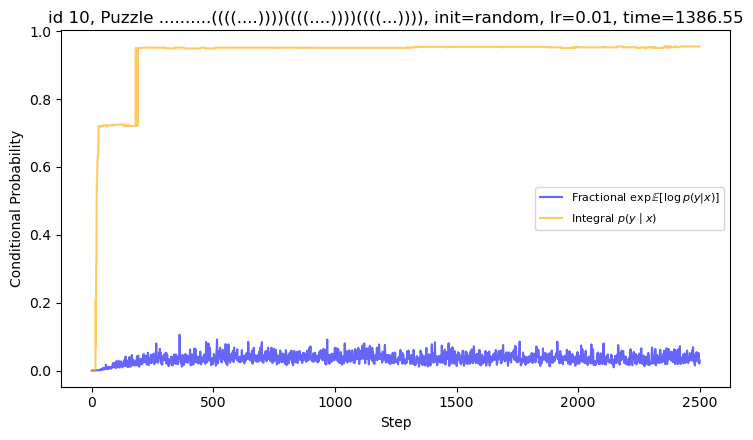 id 10, Puzzle ..........((((....))))((((....))))((((...)))), init=random, lr=0.01, time=1386.55
1.0
0.8
0.6
0.4
0.2
0.0
Conditional Probability
Fractional exp𝔼[log p(y|x)]
Integral p(y | x)
0
500
1000
1500
2000
2500
Step